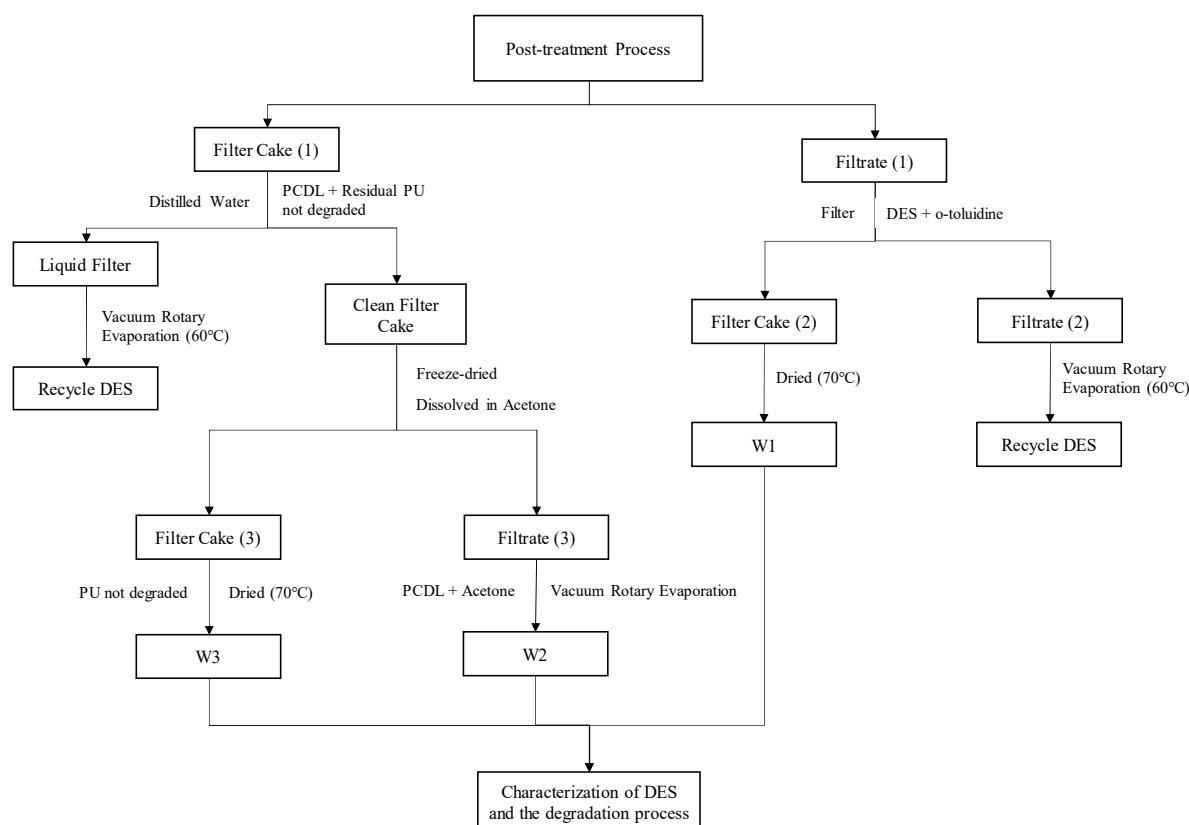 Post-treatment Process
Filter Cake (1)
Filtrate (1)
Distilled Water
PCDL + Residual PU
not degraded
Filter
DES + o-toluidine
Liquid Filter
Clean Filter
Cake
Filter Cake (2)
Filtrate (2)
Vacuum Rotary
Evaporation (60℃)
Dried (70℃)
Vacuum Rotary
Evaporation (60℃)
Recycle DES
Freeze-dried
Dissolved in Acetone
W1
Recycle DES
Filter Cake (3)
Filtrate (3)
PU not degraded
Dried (70℃)
PCDL + Acetone
Vacuum Rotary Evaporation
W3
W2
Characterization of DES
and the degradation process